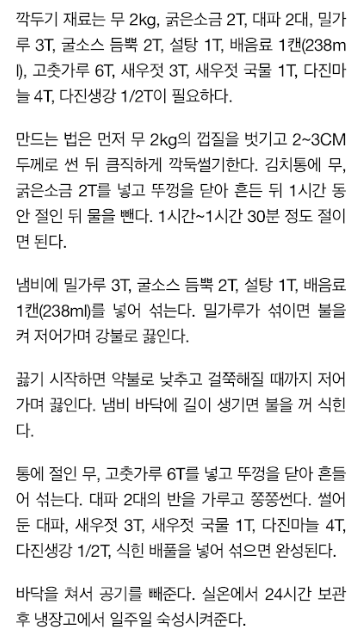 깍두기 재료는 무 2kg, 굵은소금 2T, 대파 2대, 밀가
루 3T, 굴소스 듬뿍 2T, 설탕 1T, 배음료 1캔(238m
l), 고춧가루 6T, 새우젓 3T, 새우젓 국물 1T, 다진마
늘 4T, 다진생강 1/2T이 필요하다.
만드는 법은 먼저 무 2kg의 껍질을 벗기고 2~3CM
두께로 썬 뒤 큼직하게 깍둑썰기한다. 김치통에 무,
굵은소금 2T를 넣고 뚜껑을 닫아 흔든 뒤 1시간 동
안 절인 뒤 물을 뺀다. 1시간~1시간 30분 정도 절이
면 된다.
냄비에 밀가루 3T, 굴소스 듬뿍 2T, 설탕 1T, 배음료
1캔(238ml)를 넣어 섞는다. 밀가루가 섞이면 불을
켜 저어가며 강불로 끓인다.
끓기 시작하면 약불로 낮추고 걸쭉해질 때까지 저어
가며 끓인다. 냄비 바닥에 길이 생기면 불을 꺼 식힌
다.
통에 절인 무, 고춧가루 6T를 넣고 뚜껑을 닫아 흔들
어 섞는다. 대파 2대의 반을 가루고 쫑쫑썬다. 썰어
둔 대파, 새우젓 3T, 새우젓 국물 1T, 다진마늘 4T,
다진생강 1/2T, 식힌 배풀을 넣어 섞으면 완성된다.
바닥을 쳐서 공기를 빼준다. 실온에서 24시간 보관
후 냉장고에서 일주일 숙성시켜준다.